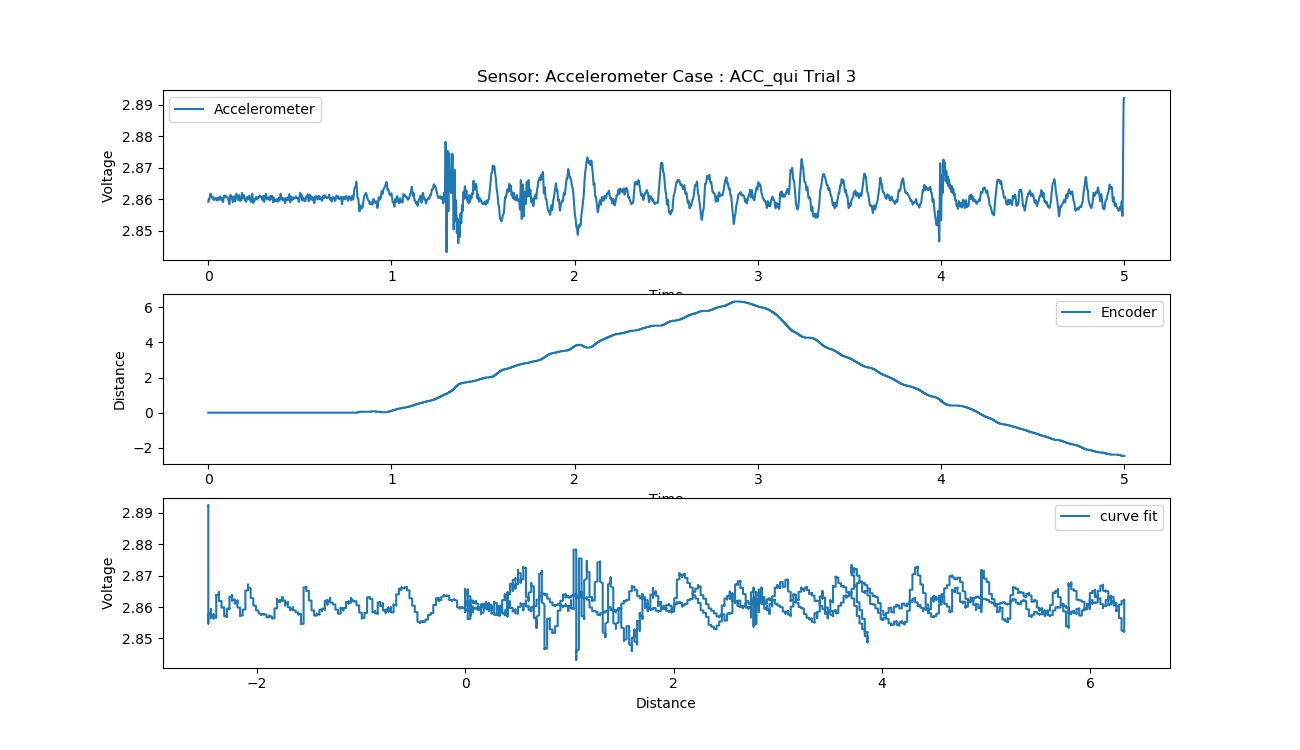 Sensor: Accelerometer Case : ACC_qui Trial 3
Accelerometer
Voltage
2.89
2.88
2.87
2.86
2.85
0 1 2 3 4 5
Time
Encoder
Distance
6
4
2
0
−2
0 1 2 3 4 5
Time
curve fit
Voltage
2.89
2.88
2.87
2.86
2.85
−2 0 2 4 6
Distance